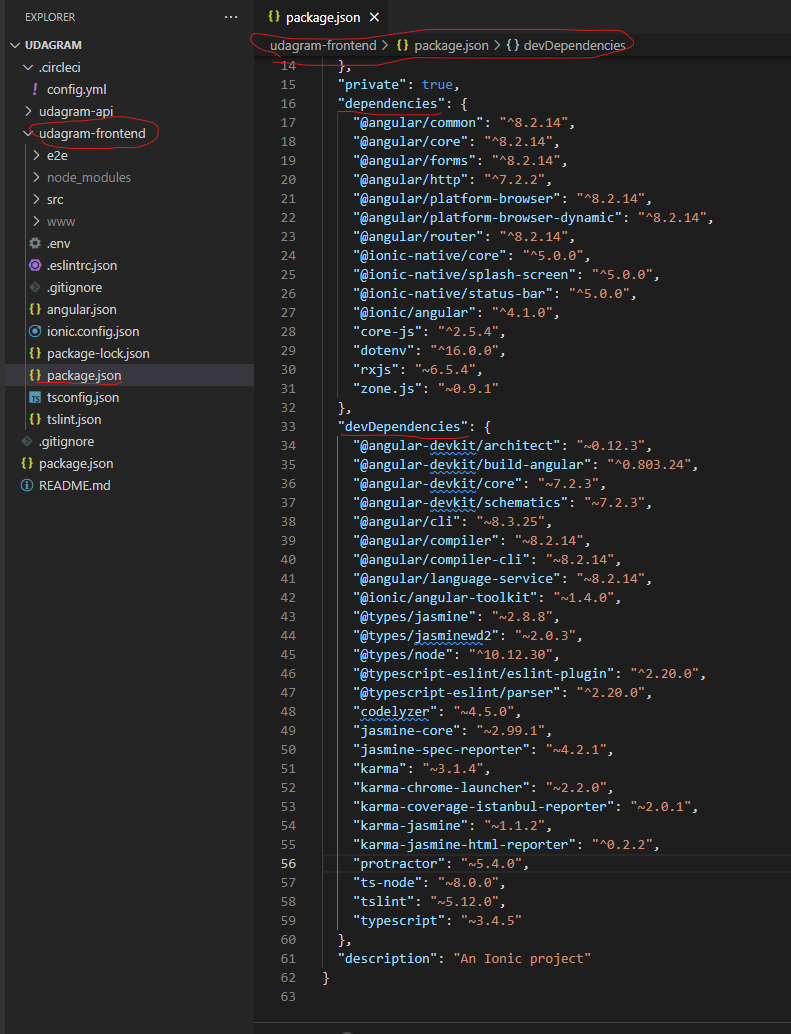 EXPLORER
...
UDAGRAM
.circleci
! config.yml
udagram-api
udagram-frontend
e2e
node_modules
src
www
.env
.eslintrc.json
.gitignore
{} angular.json
ionic.config.json
{} package-lock.json
{} package.json
TS tsconfig.json
{} tslint.json
.gitignore
{} package.json
README.md
{} package.json ×
udagram-frontend > {} package.json > {} devDependencies
14 },
15 "private": true,
16 "dependencies": {
17 "@angular/common": "^8.2.14",
18 "@angular/core": "^8.2.14",
19 "@angular/forms": "^8.2.14",
20 "@angular/http": "^7.2.2",
21 "@angular/platform-browser": "^8.2.14",
22 "@angular/platform-browser-dynamic": "^8.2.14",
23 "@angular/router": "^8.2.14",
24 "@ionic-native/core": "^5.0.0",
25 "@ionic-native/splash-screen": "^5.0.0",
26 "@ionic-native/status-bar": "^5.0.0",
27 "@ionic/angular": "^4.1.0",
28 "core-js": "^2.5.4",
29 "dotenv": "^16.0.0",
30 "rxjs": "~6.5.4",
31 "zone.js": "~0.9.1"
32 },
33 "devDependencies": {
34 "@angular-devkit/architect": "~0.12.3",
35 "@angular-devkit/build-angular": "^0.803.24",
36 "@angular-devkit/core": "~7.2.3",
37 "@angular-devkit/schematics": "~7.2.3",
38 "@angular/cli": "~8.3.25",
39 "@angular/compiler": "~8.2.14",
40 "@angular/compiler-cli": "~8.2.14",
41 "@angular/language-service": "~8.2.14",
42 "@ionic/angular-toolkit": "~1.4.0",
43 "@types/jasmine": "~2.8.8",
44 "@types/jasminewd2": "~2.0.3",
45 "@types/node": "^10.12.30",
46 "@typescript-eslint/eslint-plugin": "^2.20.0",
47 "@typescript-eslint/parser": "^2.20.0",
48 "codelyzer": "~4.5.0",
49 "jasmine-core": "~2.99.1",
50 "jasmine-spec-reporter": "~4.2.1",
51 "karma": "~3.1.4",
52 "karma-chrome-launcher": "~2.2.0",
53 "karma-coverage-istanbul-reporter": "~2.0.1",
54 "karma-jasmine": "~1.1.2",
55 "karma-jasmine-html-reporter": "^0.2.2",
56 "protractor": "~5.4.0",
57 "ts-node": "~8.0.0",
58 "tslint": "~5.12.0",
59 "typescript": "~3.4.5"
60 },
61 "description": "An Ionic project"
62 }
63